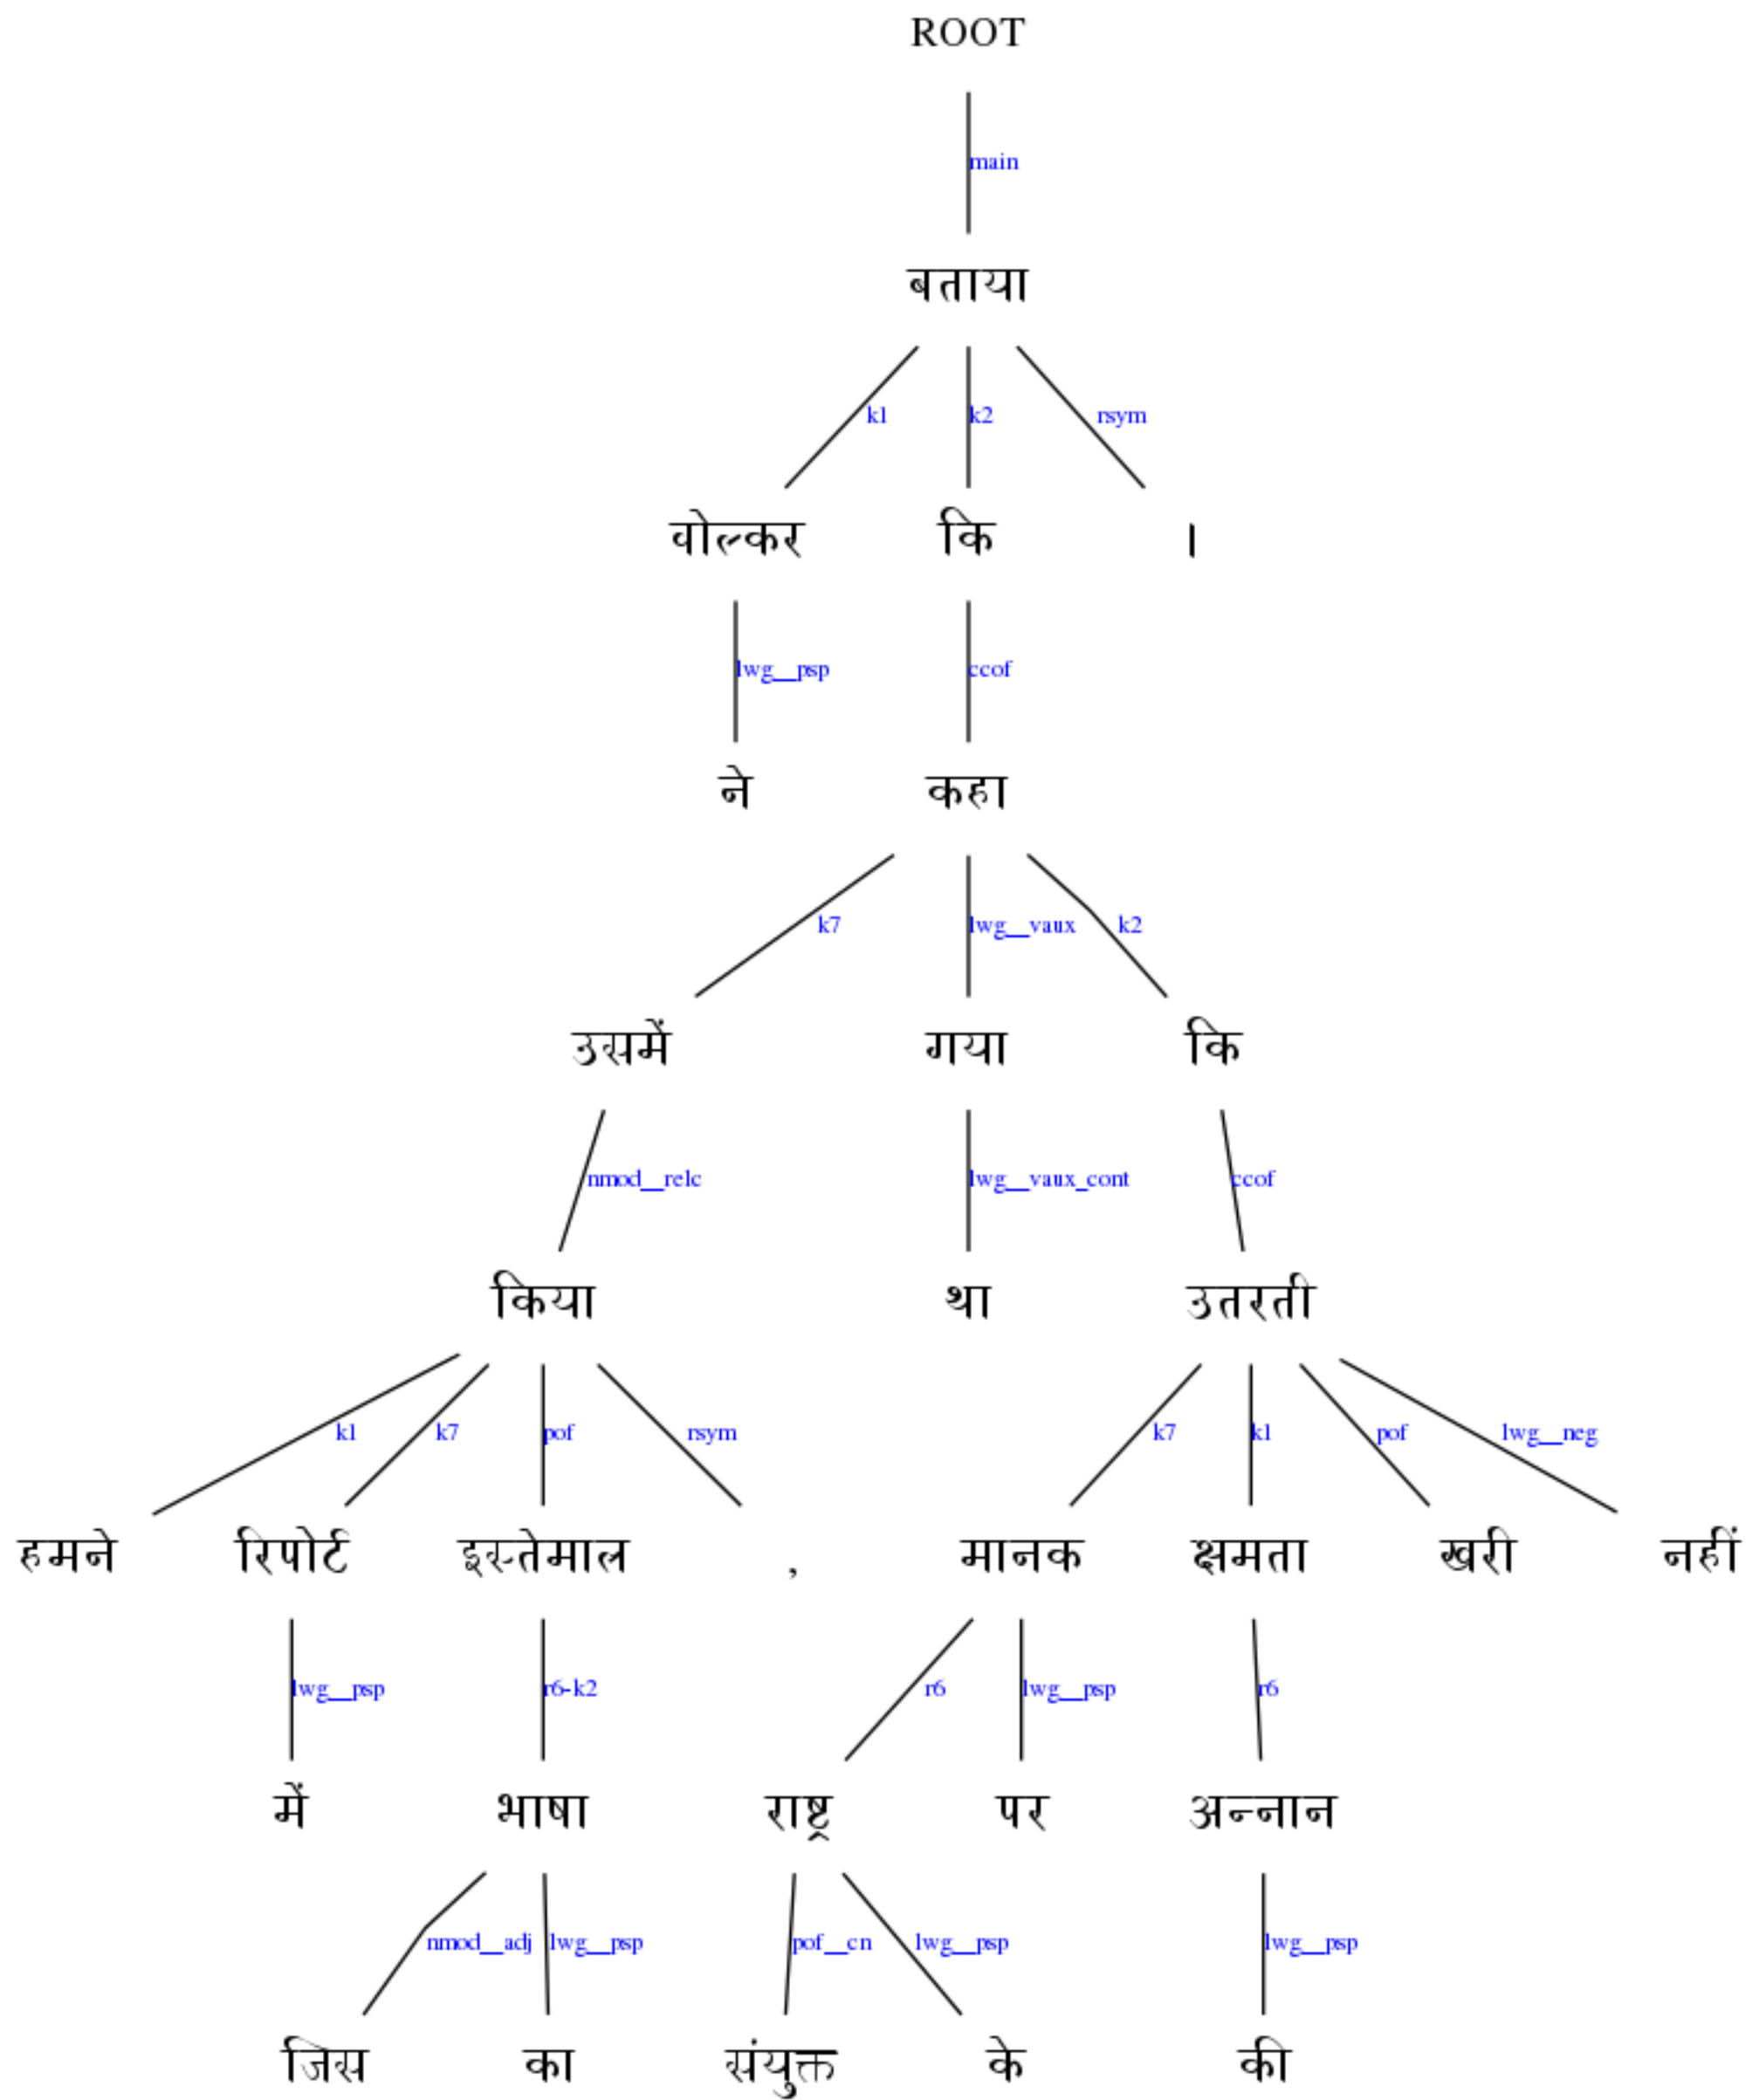 ROOT
main
बताया
k1 k2 rsym
वोल्कर कि ।
lwg__psp ccof
ने कहा
k7 lwg__vaux k2
उसमें गया कि
nmod__relc lwg__vaux_cont ccof
किया था उतरती
k1 k7 pof rsym k7 k1 pof lwg__neg
हमने रिपोर्ट इस्तेमाल , मानक क्षमता खरी नहीं
lwg__psp r6-k2 r6 lwg__psp r6
में भाषा राष्ट्र पर अन्नान
nmod__adj lwg__psp pof__cn lwg__psp lwg__psp
जिस का संयुक्त के की